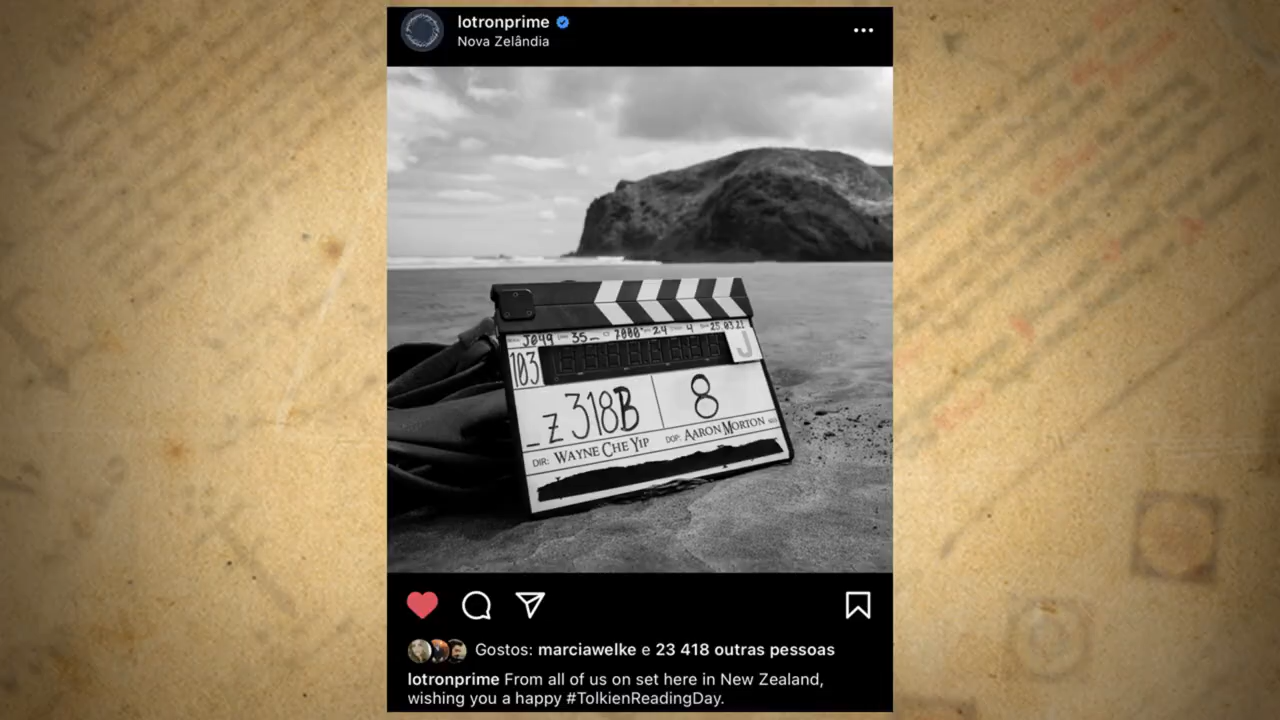 lotronprime
Nova Zelândia
J049 35 7000 24 4 25.03.21
103 J
_Z318B 8
DIR: WAYNE CHE YIP DOP: AARON MORTON
Gostos: marciawelke e 23 418 outras pessoas
lotronprime From all of us on set here in New Zealand,
wishing you a happy #TolkienReadingDay.